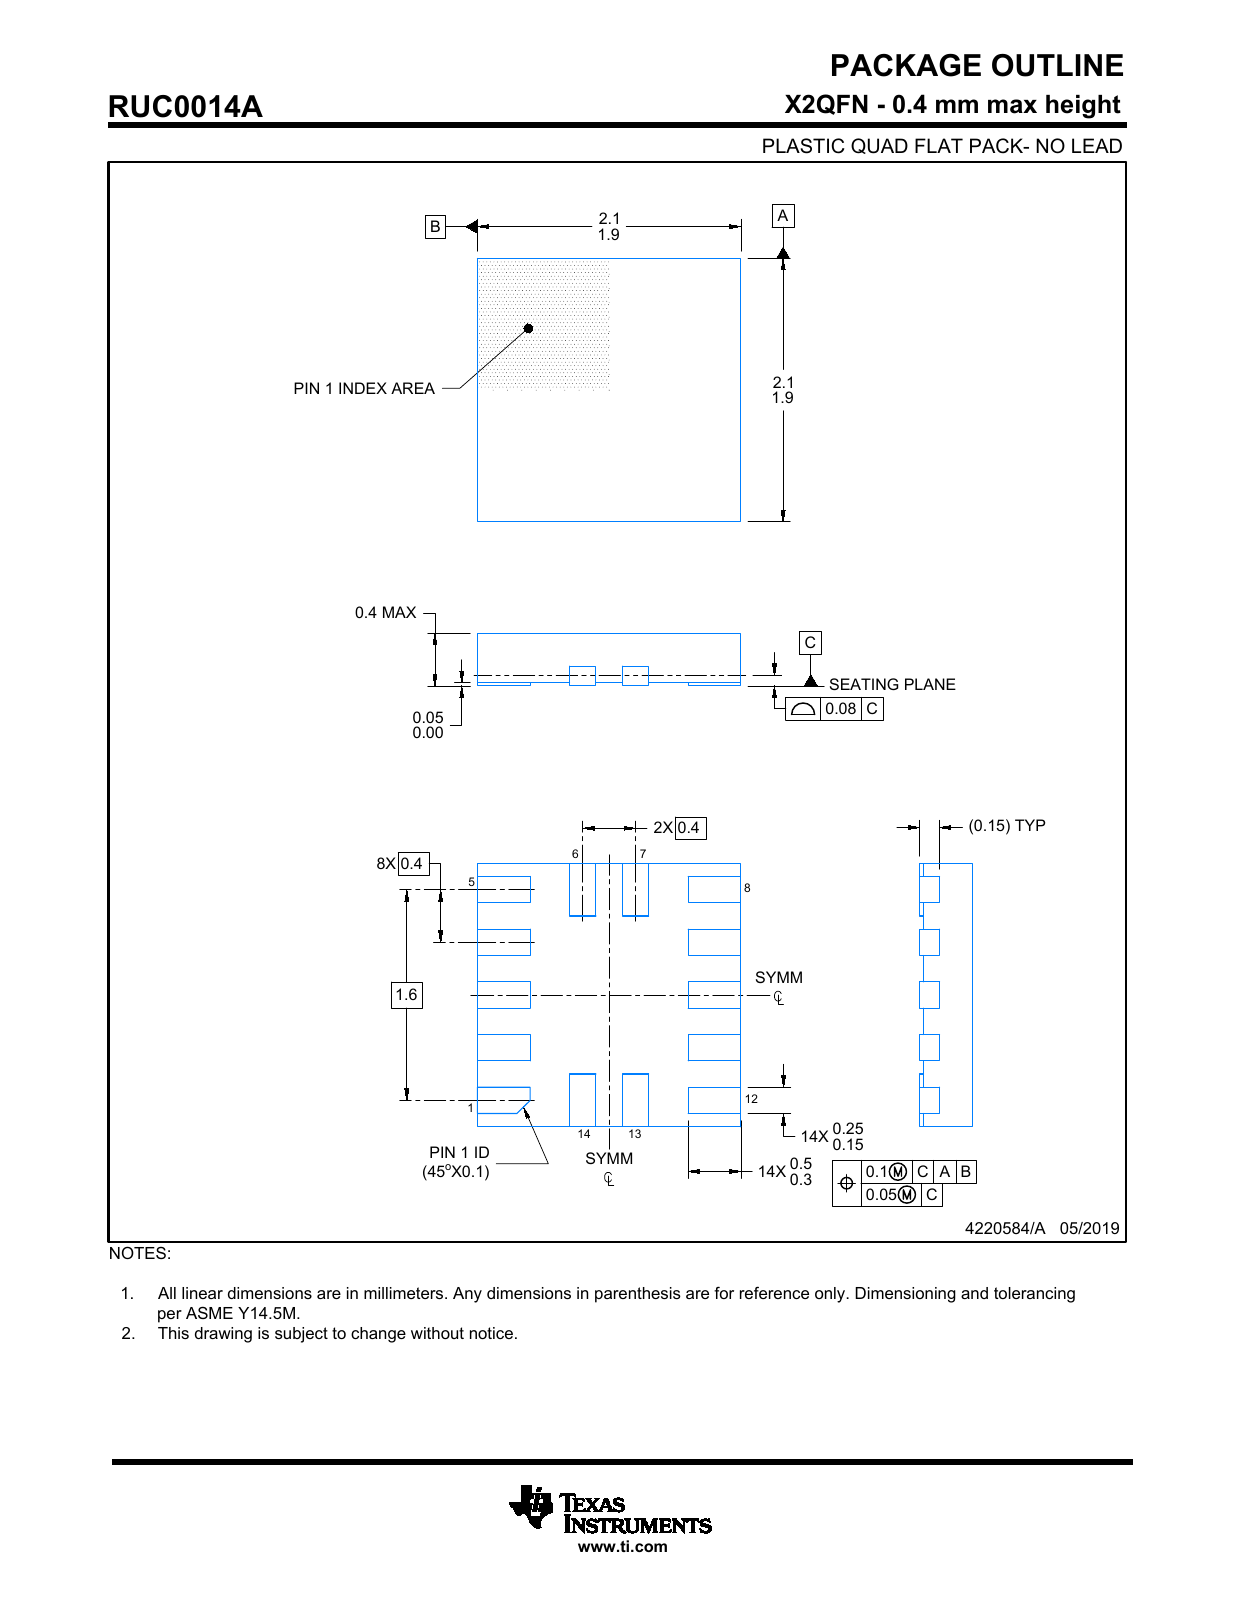 PACKAGE OUTLINE
RUC0014A
X2QFN - 0.4 mm max height
PLASTIC QUAD FLAT PACK- NO LEAD
B
2.1
1.9
A
PIN 1 INDEX AREA
2.1
1.9
0.4 MAX
C
SEATING PLANE
0.08 C
0.05
0.00
2X 0.4
(0.15) TYP
8X 0.4
6
7
5
8
SYMM
℄
1.6
1
12
14
13
14X 0.25
0.15
PIN 1 ID
(45oX0.1)
SYMM
℄
14X 0.5
0.3
0.1 Ⓜ C A B
0.05 Ⓜ C
4220584/A 05/2019
NOTES:
1. All linear dimensions are in millimeters. Any dimensions in parenthesis are for reference only. Dimensioning and tolerancing
per ASME Y14.5M.
2. This drawing is subject to change without notice.
TEXAS
INSTRUMENTS
www.ti.com